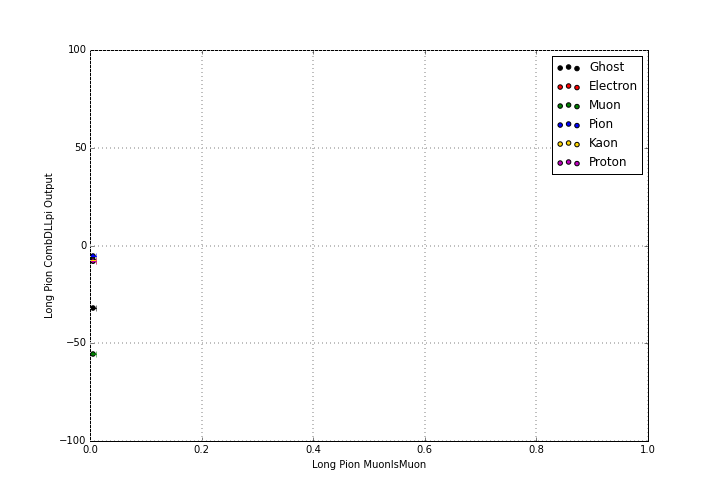 100
50
0
−50
−100
0.0
0.2
0.4
0.6
0.8
1.0
Long Pion MuonIsMuon
Long Pion CombDLLpi Output
Ghost
Electron
Muon
Pion
Kaon
Proton